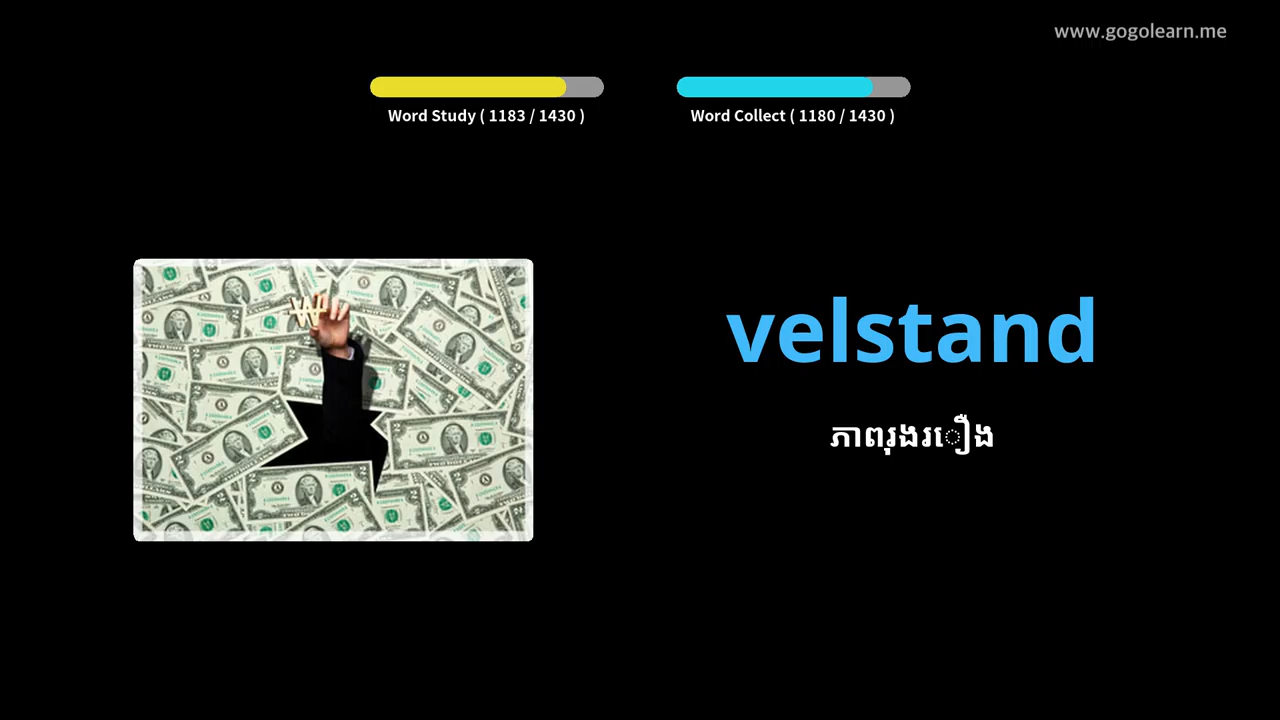 www.gogolearn.me
Word Study ( 1183 / 1430 )
Word Collect ( 1180 / 1430 )
velstand
ភាពរុងរឿង